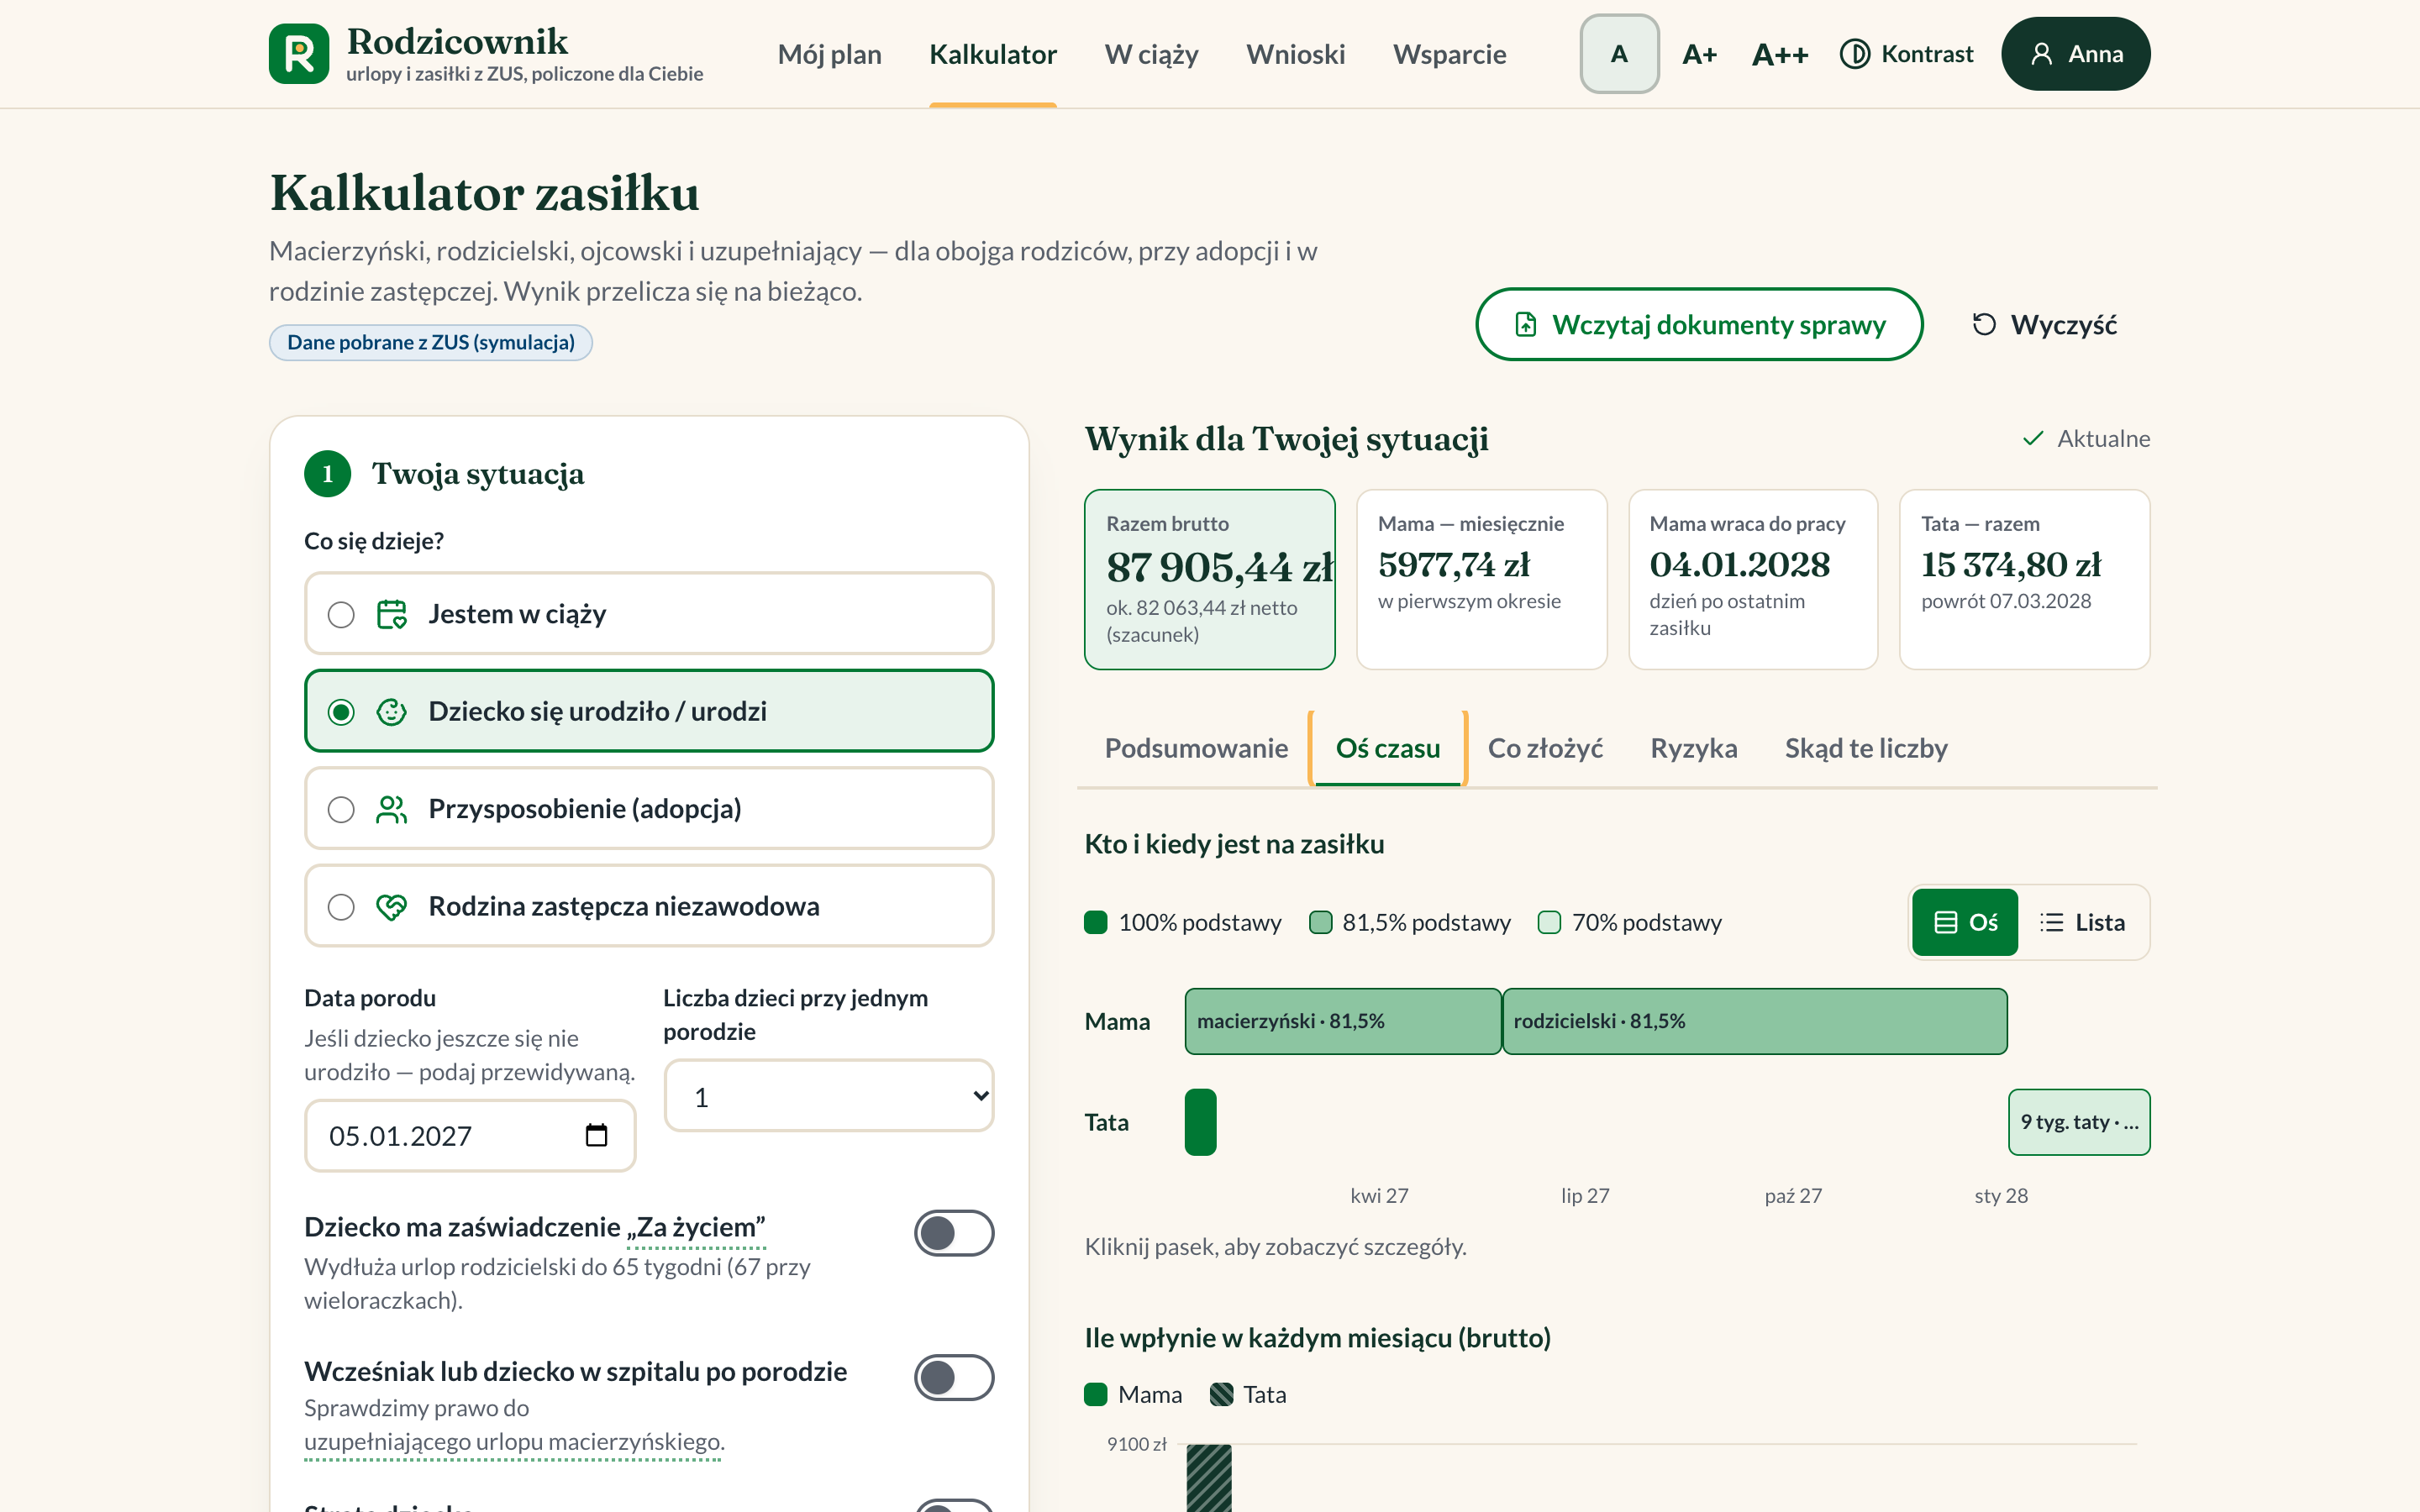 Rodzicownik
urlopy i zasiłki z ZUS, policzone dla Ciebie
Mój plan
Kalkulator
W ciąży
Wnioski
Wsparcie
A
A+
A++
Kontrast
Anna
Kalkulator zasiłku
Macierzyński, rodzicielski, ojcowski i uzupełniający — dla obojga rodziców, przy adopcji i w
rodzinie zastępczej. Wynik przelicza się na bieżąco.
Dane pobrane z ZUS (symulacja)
Wczytaj dokumenty sprawy
Wyczyść
1 Twoja sytuacja
Co się dzieje?
Jestem w ciąży
Dziecko się urodziło / urodzi
Przysposobienie (adopcja)
Rodzina zastępcza niezawodowa
Data porodu
Jeśli dziecko jeszcze się nie
urodziło — podaj przewidywaną.
05.01.2027
Liczba dzieci przy jednym
porodzie
1
Dziecko ma zaświadczenie „Za życiem”
Wydłuża urlop rodzicielski do 65 tygodni (67 przy
wieloraczkach).
Wcześniak lub dziecko w szpitalu po porodzie
Sprawdzimy prawo do
uzupełniającego urlopu macierzyńskiego.
Wynik dla Twojej sytuacji
Aktualne
Razem brutto
87 905,44 zł
ok. 82 063,44 zł netto
(szacunek)
Mama — miesięcznie
5977,74 zł
w pierwszym okresie
Mama wraca do pracy
04.01.2028
dzień po ostatnim
zasiłku
Tata — razem
15 374,80 zł
powrót 07.03.2028
Podsumowanie
Oś czasu
Co złożyć
Ryzyka
Skąd te liczby
Kto i kiedy jest na zasiłku
100% podstawy
81,5% podstawy
70% podstawy
Oś
Lista
Mama
macierzyński · 81,5%
rodzicielski · 81,5%
Tata
9 tyg. taty · ...
kwi 27
lip 27
paź 27
sty 28
Kliknij pasek, aby zobaczyć szczegóły.
Ile wpłynie w każdym miesiącu (brutto)
Mama
Tata
9100 zł